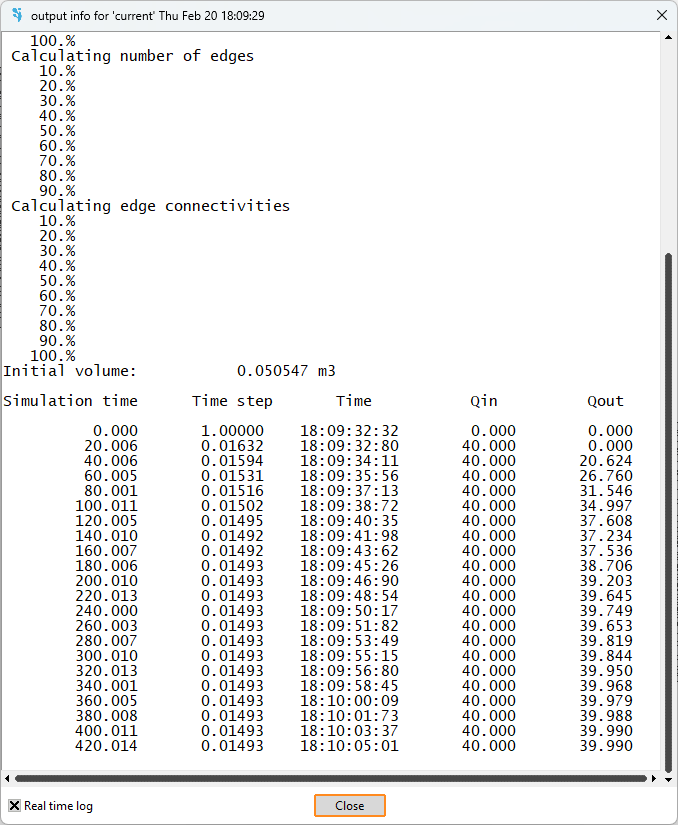 output info for 'current' Thu Feb 20 18:09:29
100.%
Calculating number of edges
10.%
20.%
30.%
40.%
50.%
60.%
70.%
80.%
90.%
Calculating edge connectivities
10.%
20.%
30.%
40.%
50.%
60.%
70.%
80.%
90.%
100.%
Initial volume: 0.050547 m3
Simulation time Time step Time Qin Qout
0.000 1.00000 18:09:32:32 0.000 0.000
20.006 0.01632 18:09:32:80 40.000 0.000
40.006 0.01594 18:09:34:11 40.000 20.624
60.005 0.01531 18:09:35:56 40.000 26.760
80.001 0.01516 18:09:37:13 40.000 31.546
100.011 0.01502 18:09:38:72 40.000 34.997
120.005 0.01495 18:09:40:35 40.000 37.608
140.010 0.01492 18:09:41:98 40.000 37.234
160.007 0.01492 18:09:43:62 40.000 37.536
180.006 0.01493 18:09:45:26 40.000 38.706
200.010 0.01493 18:09:46:90 40.000 39.203
220.013 0.01493 18:09:48:54 40.000 39.645
240.000 0.01493 18:09:50:17 40.000 39.749
260.003 0.01493 18:09:51:82 40.000 39.653
280.007 0.01493 18:09:53:49 40.000 39.819
300.010 0.01493 18:09:55:15 40.000 39.844
320.013 0.01493 18:09:56:80 40.000 39.950
340.001 0.01493 18:09:58:45 40.000 39.968
360.005 0.01493 18:10:00:09 40.000 39.979
380.008 0.01493 18:10:01:73 40.000 39.988
400.011 0.01493 18:10:03:37 40.000 39.990
420.014 0.01493 18:10:05:01 40.000 39.990
Real time log Close